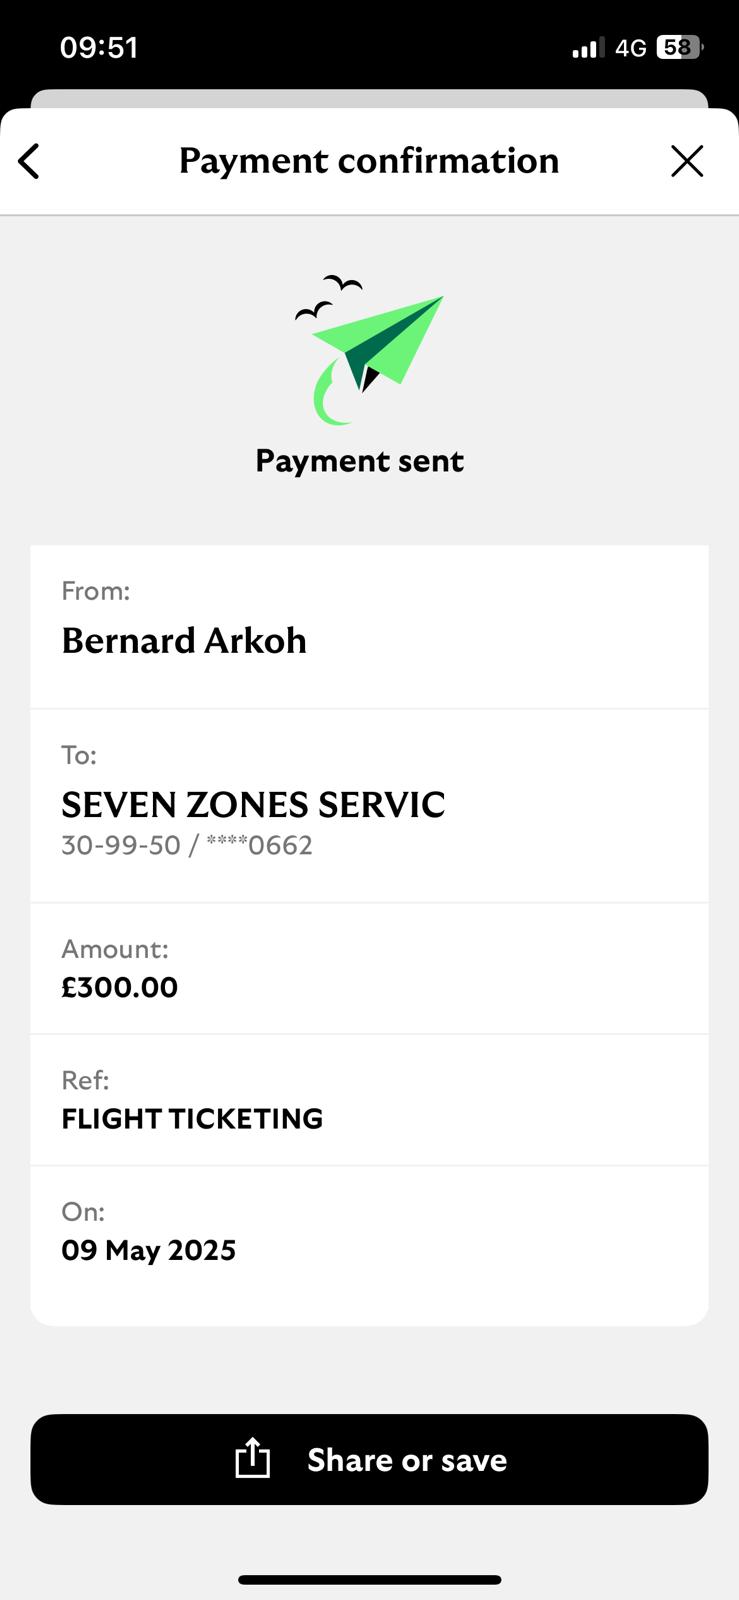 09:51
4G 58
Payment confirmation
Payment sent
From:
Bernard Arkoh
To:
SEVEN ZONES SERVIC
30-99-50 / ****0662
Amount:
£300.00
Ref:
FLIGHT TICKETING
On:
09 May 2025
Share or save